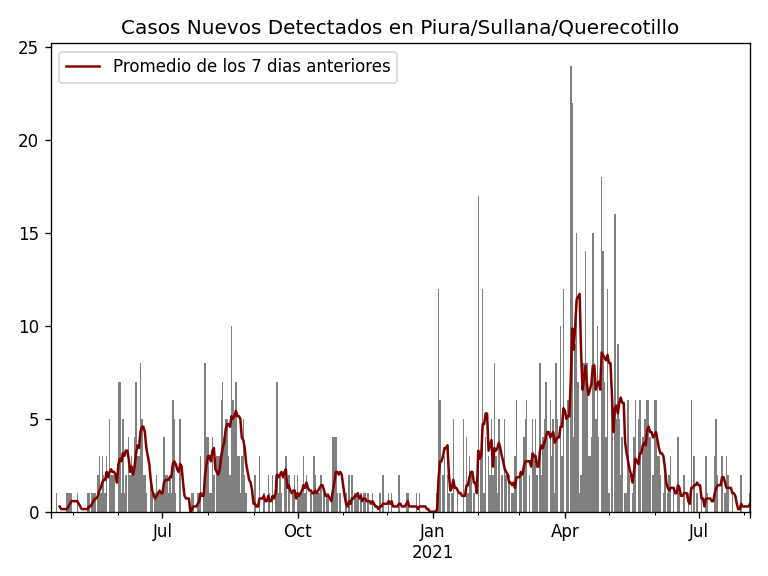 Casos Nuevos Detectados en Piura/Sullana/Querecotillo
Promedio de los 7 dias anteriores
25
20
15
10
5
0
Jul
Oct
Jan
2021
Apr
Jul